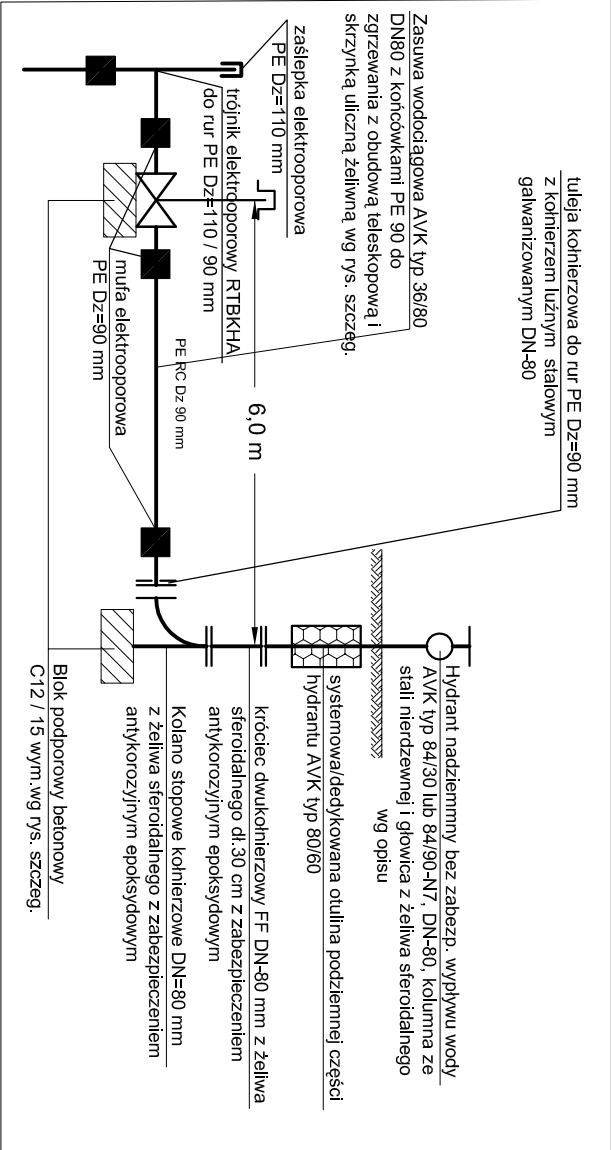 tuleja kołnierzowa do rur PE Dz=90 mm
z kołnierzem luźnym stalowym
galwanizowanym DN-80
Zasuwa wodociągowa AVK typ 36/80
DN80 z końcówkami PE 90 do
zgrzewania z obudową teleskopową i
skrzynką uliczną żeliwną wg rys. szczeg.
zaślepka elektrooporowa
PE Dz=110 mm
trójnik elektrooporowy RTBKHA
do rur PE Dz=110 / 90 mm
6,0 m
PE RC Dz 90 mm
mufa elektrooporowa
PE Dz=90 mm
Hydrant nadziemmny bez zabezp. wypływu wody
AVK typ 84/30 lub 84/90-N7, DN-80, kolumna ze
stali nierdzewnej i głowica z żeliwa sferoidalnego
wg opisu
systemowa/dedykowana otulina podziemnej części
hydrantu AVK typ 80/60
króciec dwukołnierzowy FF DN-80 mm z żeliwa
sferoidalnego dł.30 cm z zabezpieczeniem
antykorozyjnym epoksydowym
Kolano stopowe kołnierzowe DN=80 mm
z żeliwa sferoidalnego z zabezpieczeniem
antykorozyjnym epoksydowym
Blok podporowy betonowy
C12 / 15 wym.wg rys. szczeg.